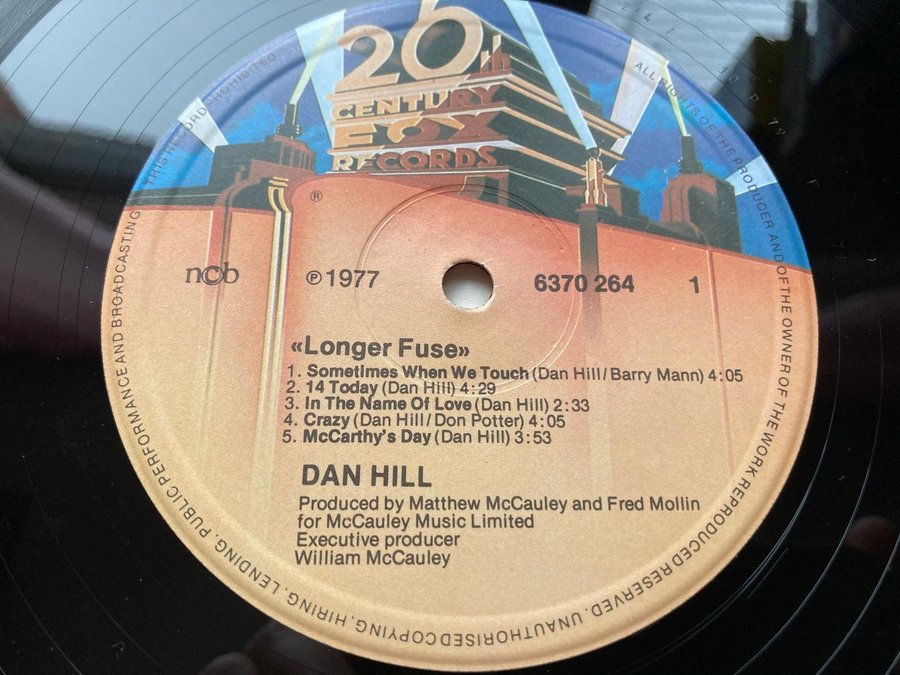 20th
CENTURY
FOX
RECORDS
®
ncb
℗ 1977
6370 264
1
«Longer Fuse»
1. Sometimes When We Touch (Dan Hill/Barry Mann) 4:05
2. 14 Today (Dan Hill) 4:29
3. In The Name Of Love (Dan Hill) 2:33
4. Crazy (Dan Hill/Don Potter) 4:05
5. McCarthy's Day (Dan Hill) 3:53
DAN HILL
Produced by Matthew McCauley and Fred Mollin
for McCauley Music Limited
Executive producer
William McCauley
ALL RIGHTS OF THE PRODUCER AND OF THE OWNER OF THE WORK REPRODUCED RESERVED. UNAUTHORISED COPYING, HIRING, LENDING, PUBLIC PERFORMANCE AND BROADCASTING OF THIS RECORD PROHIBITED